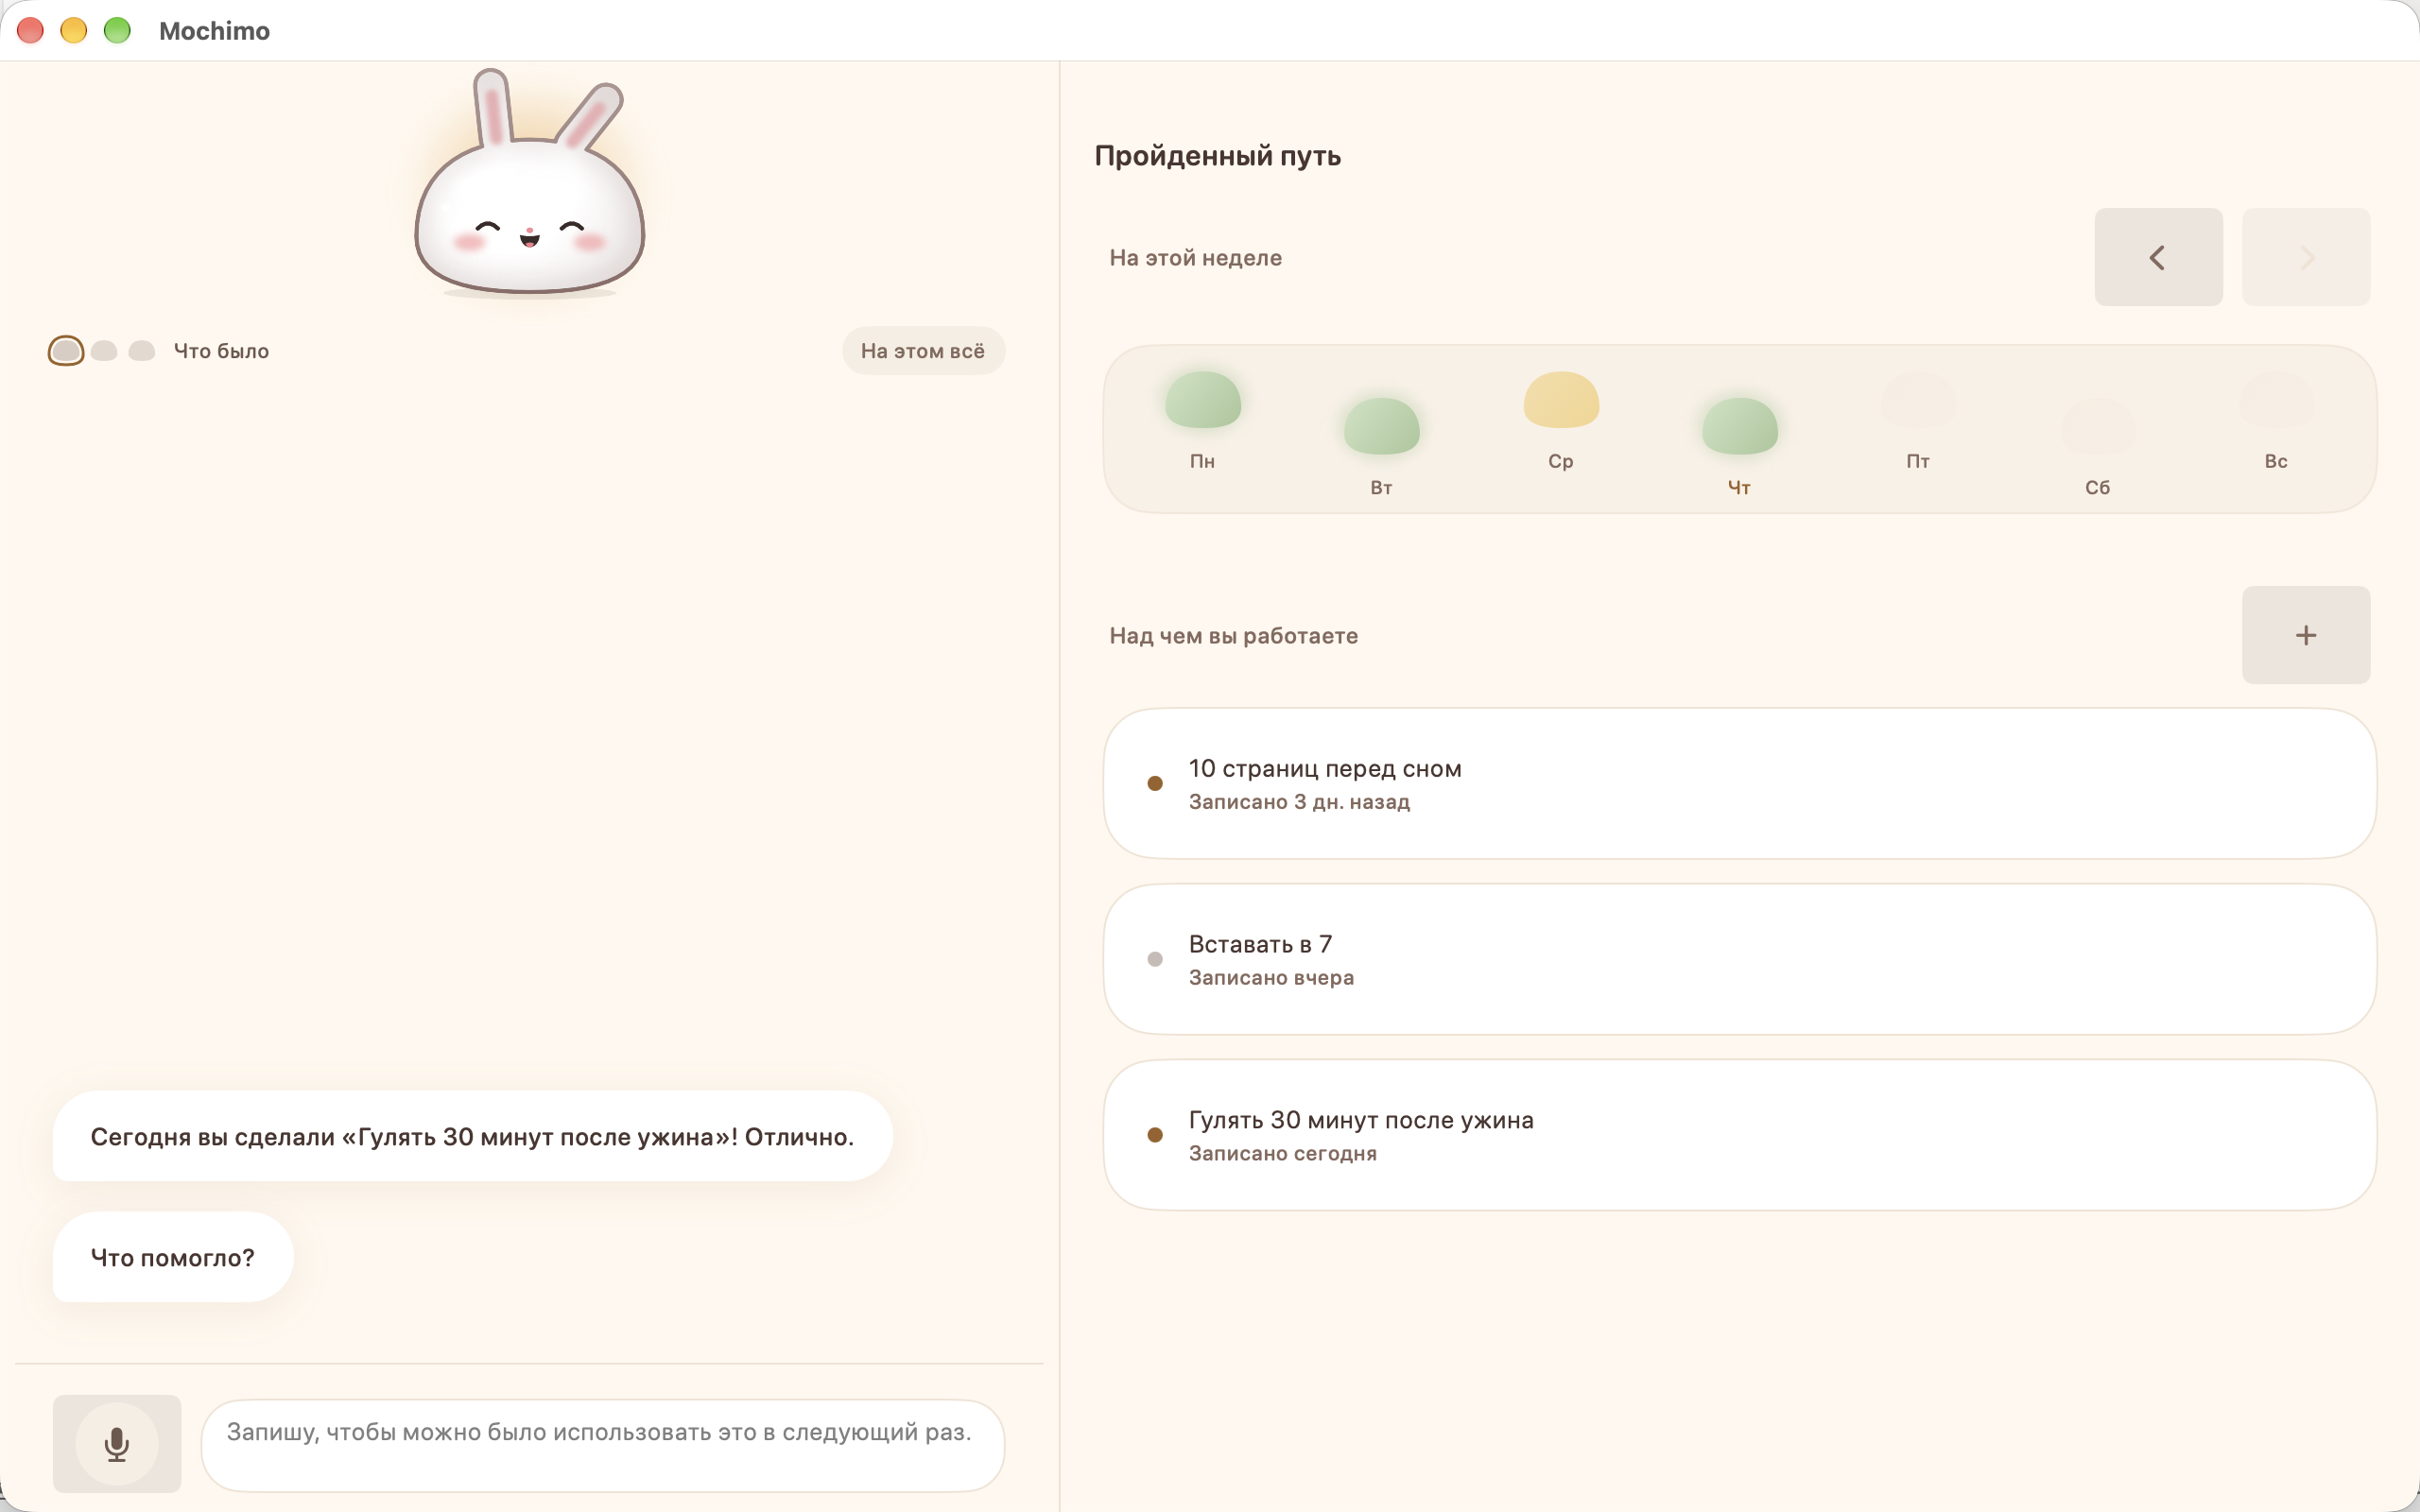 Mochimo
Что было
На этом всё
Сегодня вы сделали «Гулять 30 минут после ужина»! Отлично.
Что помогло?
Запишу, чтобы можно было использовать это в следующий раз.
Пройденный путь
На этой неделе
Пн
Вт
Ср
Чт
Пт
Сб
Вс
Над чем вы работаете
10 страниц перед сном
Записано 3 дн. назад
Вставать в 7
Записано вчера
Гулять 30 минут после ужина
Записано сегодня